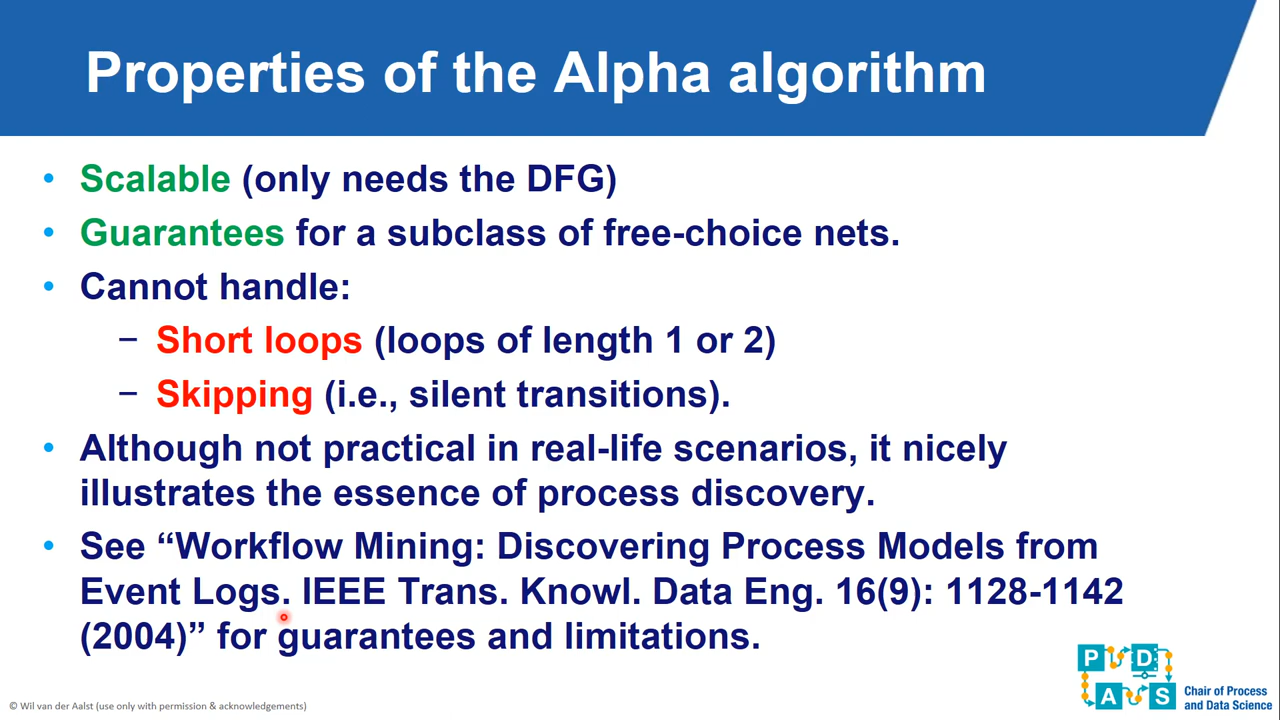 Properties of the Alpha algorithm
• Scalable (only needs the DFG)
• Guarantees for a subclass of free-choice nets.
• Cannot handle:
– Short loops (loops of length 1 or 2)
– Skipping (i.e., silent transitions).
• Although not practical in real-life scenarios, it nicely
illustrates the essence of process discovery.
• See “Workflow Mining: Discovering Process Models from
Event Logs. IEEE Trans. Knowl. Data Eng. 16(9): 1128-1142
(2004)” for guarantees and limitations.
P D
A S
Chair of Process
and Data Science
© Wil van der Aalst (use only with permission & acknowledgements)